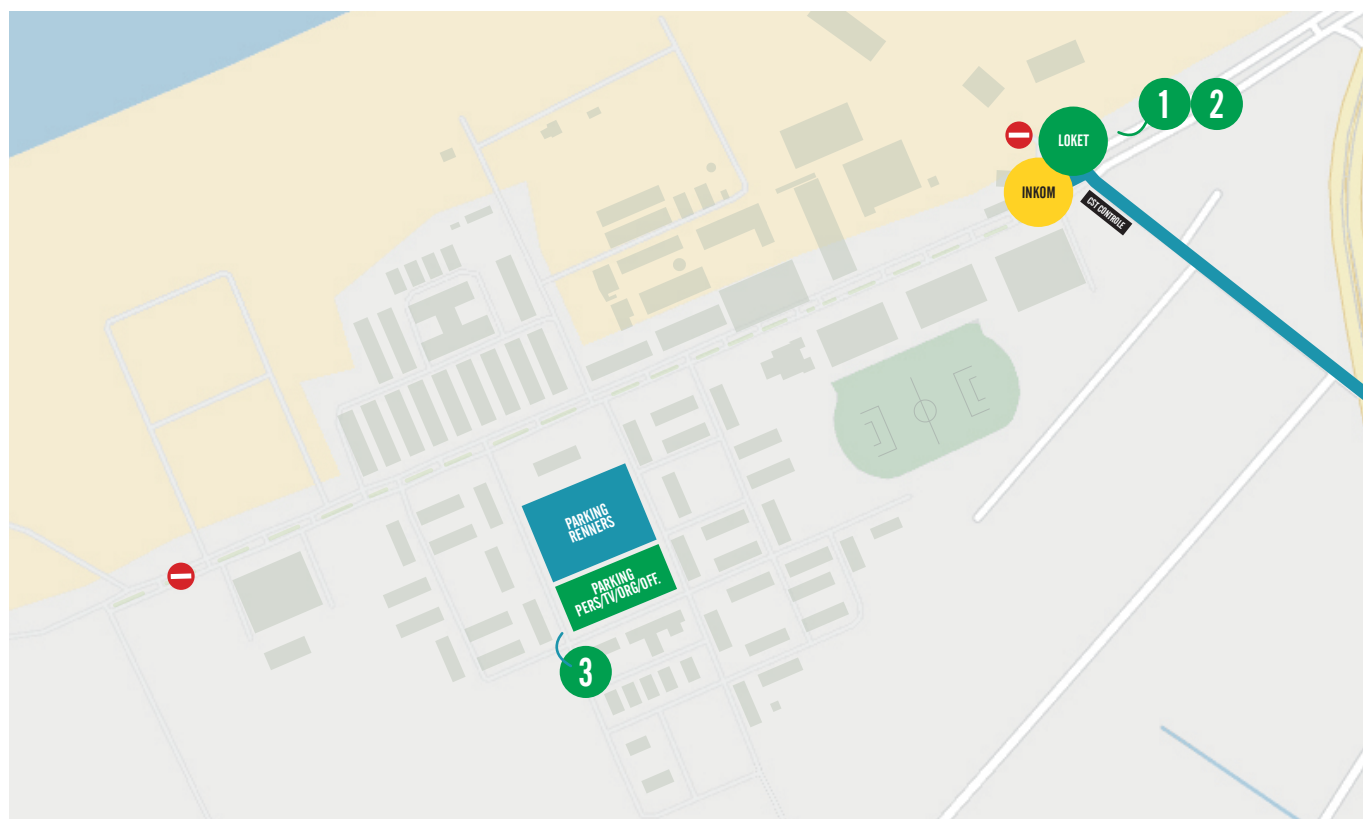 1
2
LOKET
INKOM
CST CONTROLE
PARKING
RENNERS
PARKING
PERS/TV/ORG/OFF.
3